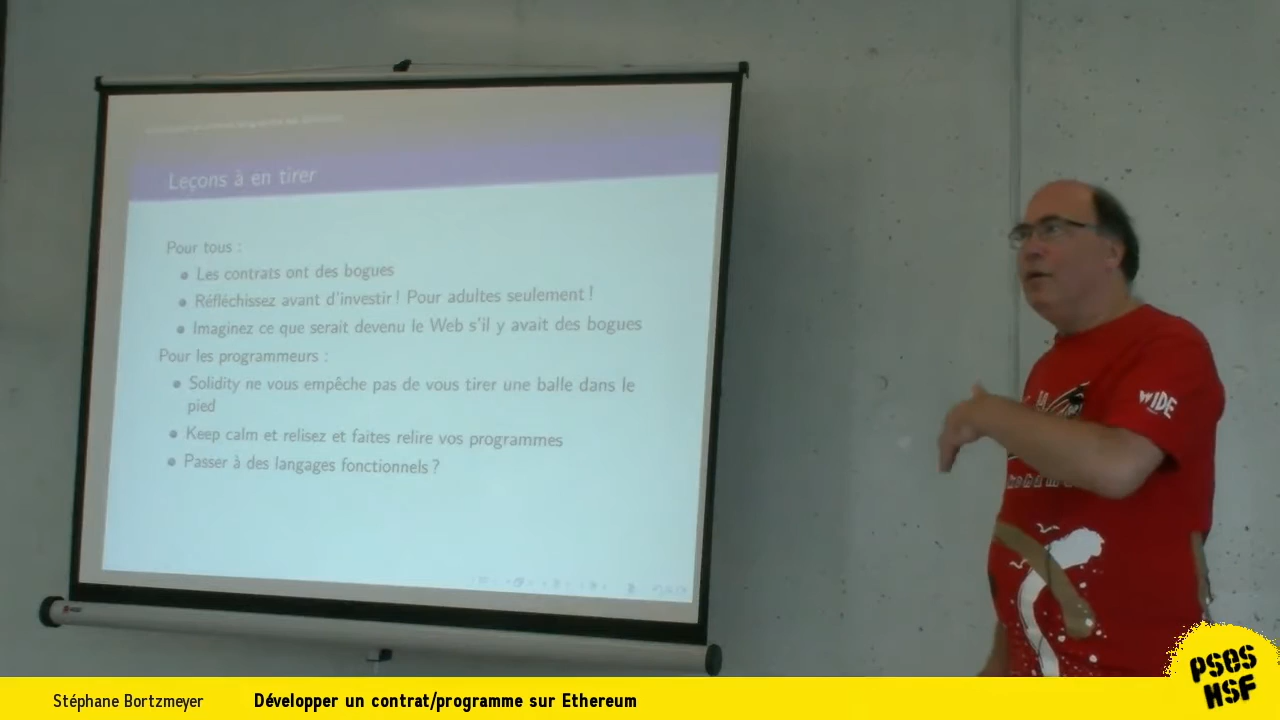 Leçons à en tirer
Pour tous :
Les contrats ont des bogues
Réfléchissez avant d'investir ! Pour adultes seulement !
Imaginez ce que serait devenu le Web s'il y avait des bogues
Pour les programmeurs :
Solidity ne vous empêche pas de vous tirer une balle dans le
pied
Keep calm et relisez et faites relire vos programmes
Passer à des langages fonctionnels ?
WIDE
Stéphane Bortzmeyer
Développer un contrat/programme sur Ethereum
PSES
HSF